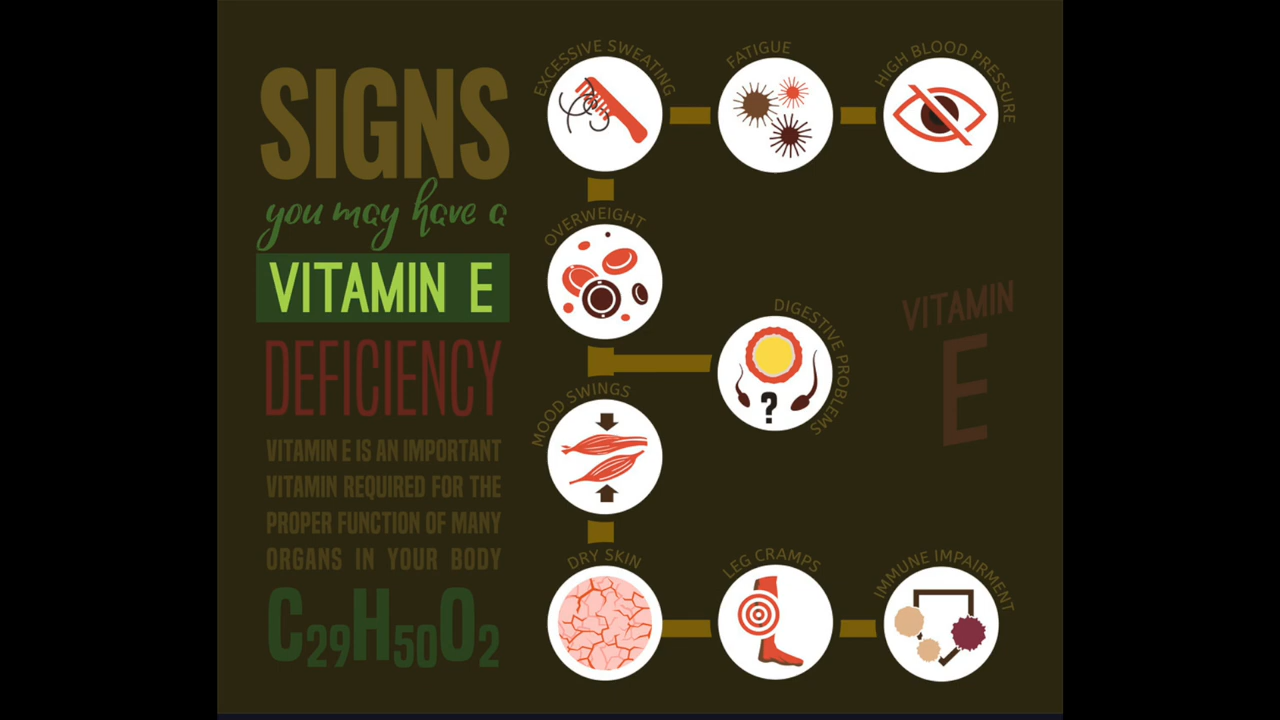 SIGNS
you may have a
VITAMIN E
DEFICIENCY
VITAMIN E IS AN IMPORTANT
VITAMIN REQUIRED FOR THE
PROPER FUNCTION OF MANY
ORGANS IN YOUR BODY
C29H50O2
EXCESSIVE SWEATING
FATIGUE
HIGH BLOOD PRESSURE
OVERWEIGHT
DIGESTIVE PROBLEMS
?
MOOD SWINGS
DRY SKIN
LEG CRAMPS
IMMUNE IMPAIRMENT
VITAMIN
E